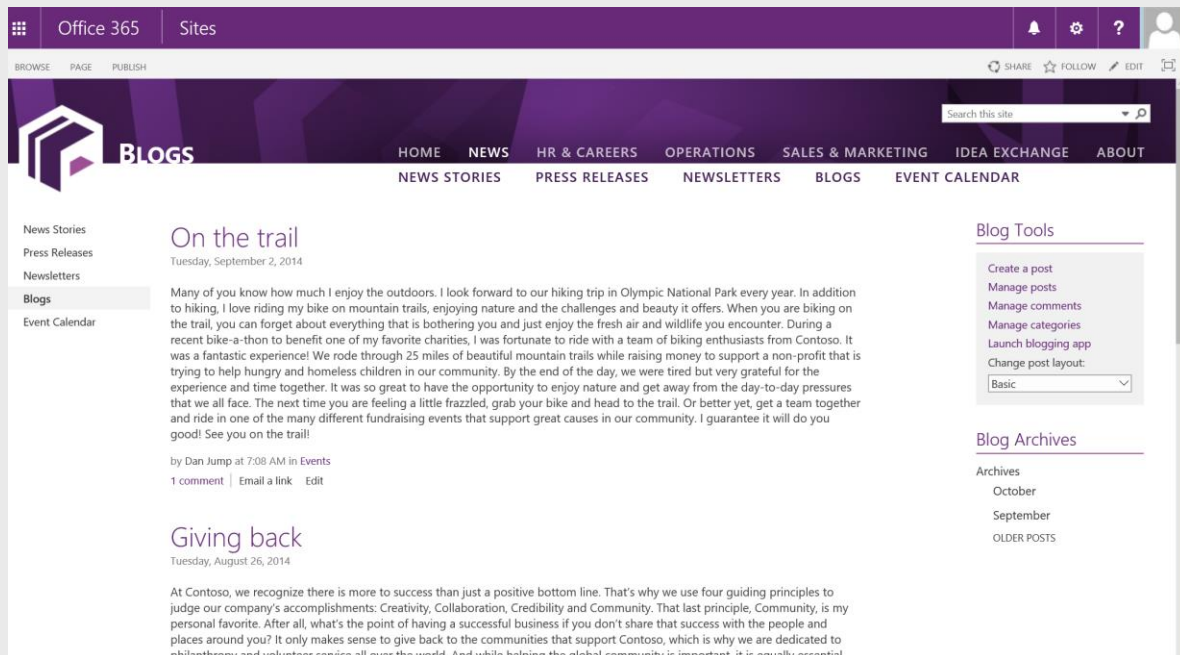 Office 365 Sites
?
BROWSE PAGE PUBLISH
SHARE FOLLOW EDIT
Search this site
BLOGS
HOME NEWS HR & CAREERS OPERATIONS SALES & MARKETING IDEA EXCHANGE ABOUT
NEWS STORIES PRESS RELEASES NEWSLETTERS BLOGS EVENT CALENDAR
News Stories
Press Releases
Newsletters
Blogs
Event Calendar
On the trail
Tuesday, September 2, 2014
Many of you know how much I enjoy the outdoors. I look forward to our hiking trip in Olympic National Park every year. In addition
to hiking, I love riding my bike on mountain trails, enjoying nature and the challenges and beauty it offers. When you are biking on
the trail, you can forget about everything that is bothering you and just enjoy the fresh air and wildlife you encounter. During a
recent bike-a-thon to benefit one of my favorite charities, I was fortunate to ride with a team of biking enthusiasts from Contoso. It
was a fantastic experience! We rode through 25 miles of beautiful mountain trails while raising money to support a non-profit that is
trying to help hungry and homeless children in our community. By the end of the day, we were tired but very grateful for the
experience and time together. It was so great to have the opportunity to enjoy nature and get away from the day-to-day pressures
that we all face. The next time you are feeling a little frazzled, grab your bike and head to the trail. Or better yet, get a team together
and ride in one of the many different fundraising events that support great causes in our community. I guarantee it will do you
good! See you on the trail!
by Dan Jump at 7:08 AM in Events
1 comment | Email a link Edit
Giving back
Tuesday, August 26, 2014
At Contoso, we recognize there is more to success than just a positive bottom line. That's why we use four guiding principles to
judge our company's accomplishments: Creativity, Collaboration, Credibility and Community. That last principle, Community, is my
personal favorite. After all, what's the point of having a successful business if you don't share that success with the people and
places around you? It only makes sense to give back to the communities that support Contoso, which is why we are dedicated to
philanthropy and volunteer service all over the world. And while helping the global community is important, it is equally essential
Blog Tools
Create a post
Manage posts
Manage comments
Manage categories
Launch blogging app
Change post layout:
Basic
Blog Archives
Archives
October
September
OLDER POSTS